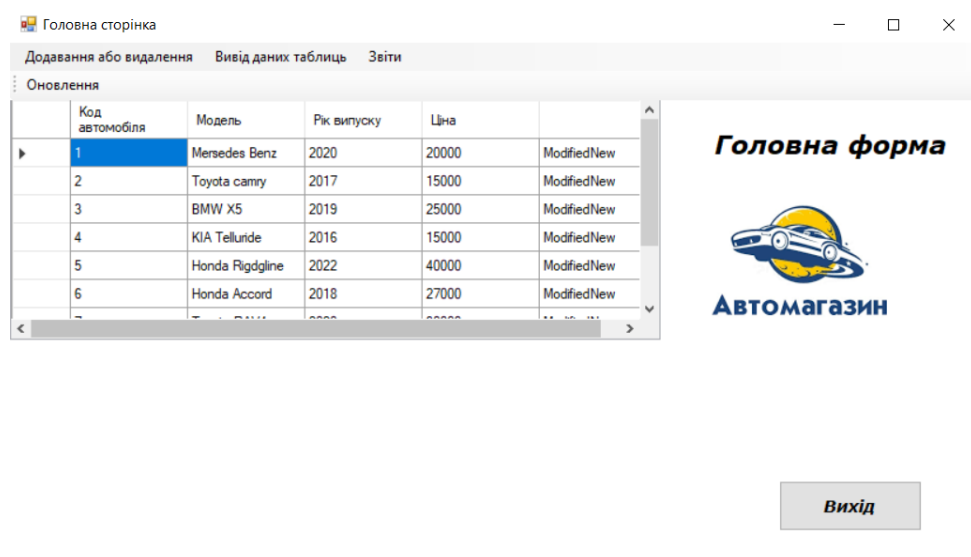 Головна сторінка
Додавання або видалення Вивід даних таблиць Звіти
Оновлення
Код автомобіля Модель Рік випуску Ціна
1 Mersedes Benz 2020 20000 ModifiedNew
2 Toyota camry 2017 15000 ModifiedNew
3 BMW X5 2019 25000 ModifiedNew
4 KIA Telluride 2016 15000 ModifiedNew
5 Honda Rigdgline 2022 40000 ModifiedNew
6 Honda Accord 2018 27000 ModifiedNew
Головна форма
Автомагазин
Вихід